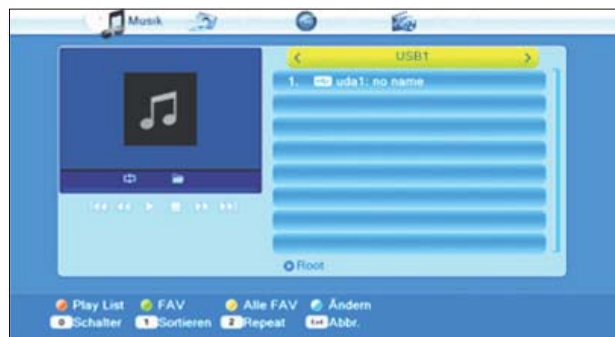 Musik
USB1
1. uda1: no name
Root
Play List FAV Alle FAV Ändern
0 Schalter 1 Sortieren 2 Repeat Exit Abbr.